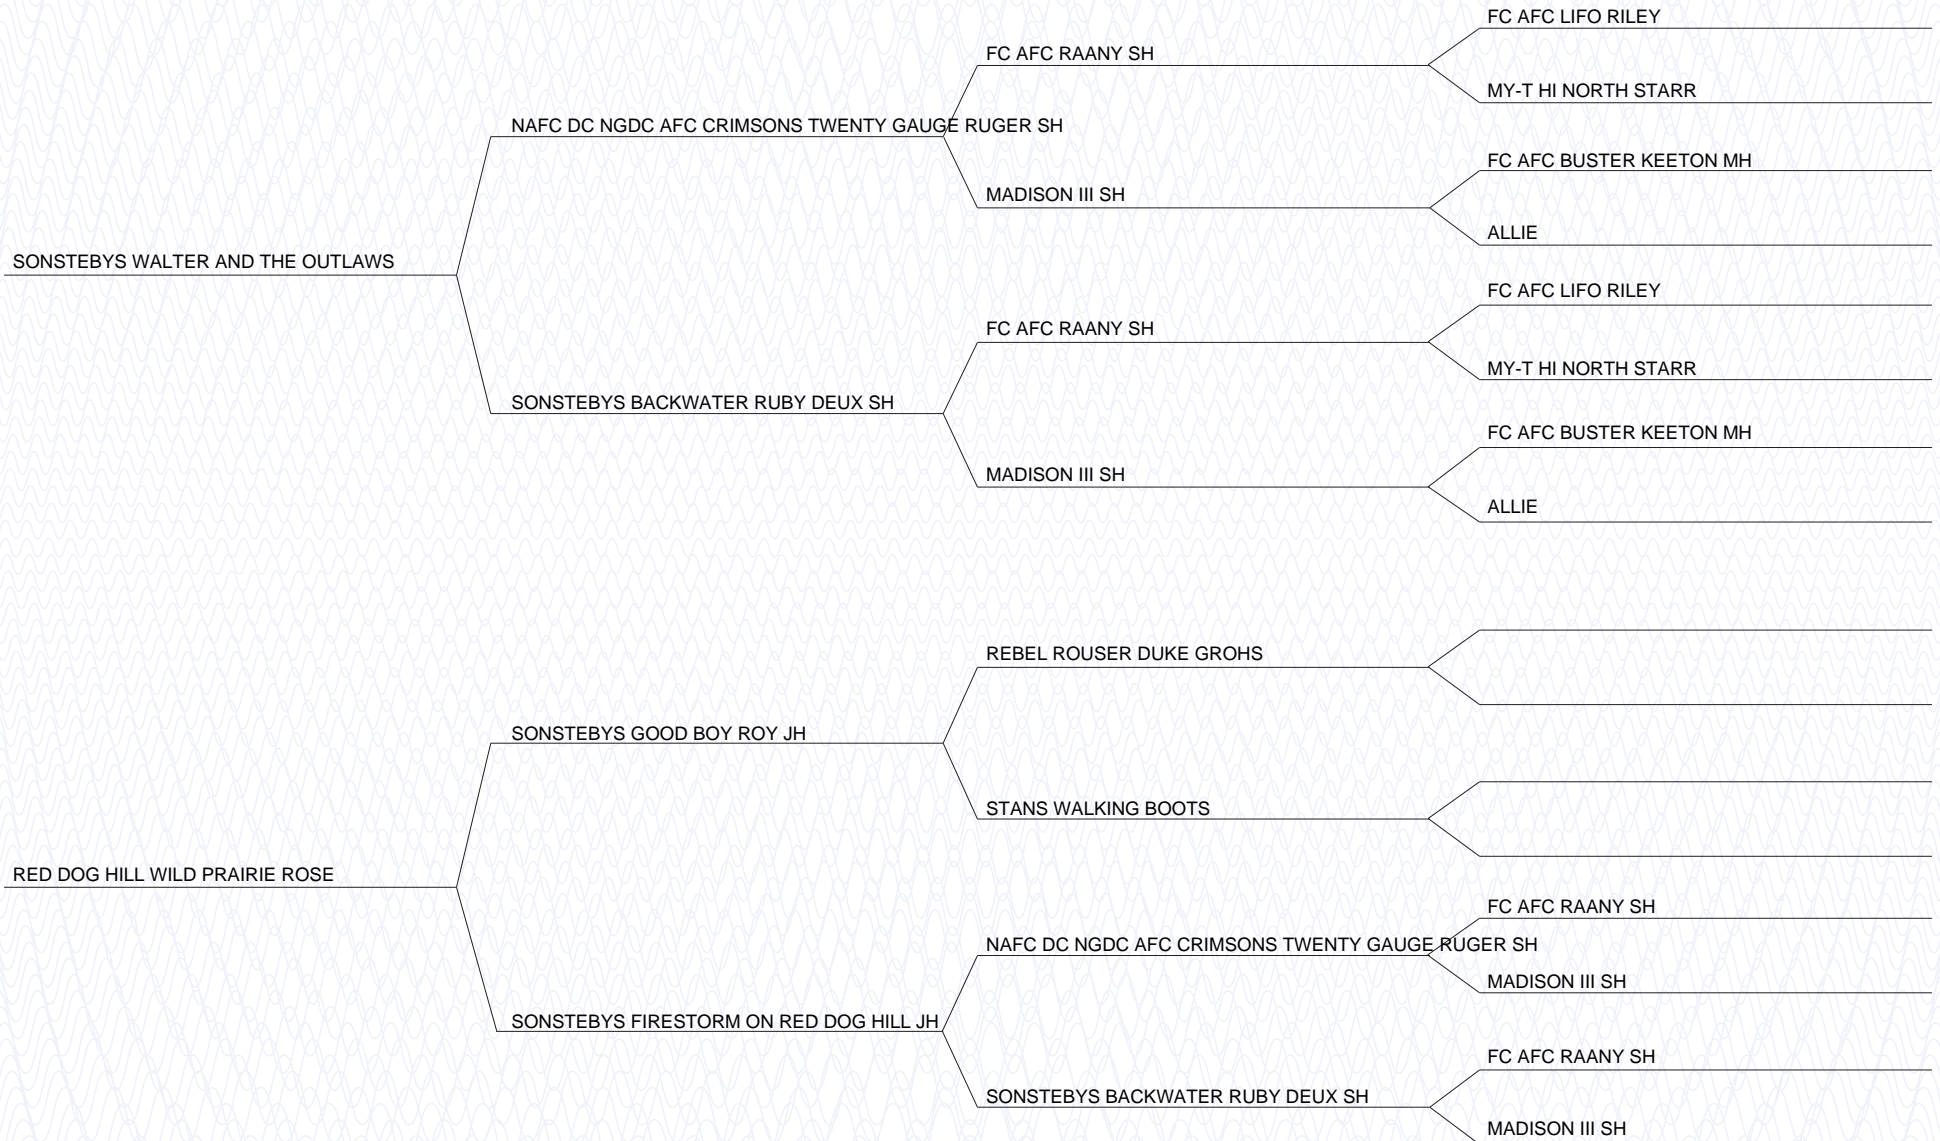 FC AFC LIFO RILEY
FC AFC RAANY SH
MY-T HI NORTH STARR
NAFC DC NGDC AFC CRIMSONS TWENTY GAUGE RUGER SH
FC AFC BUSTER KEETON MH
MADISON III SH
ALLIE
SONSTEBYS WALTER AND THE OUTLAWS
FC AFC LIFO RILEY
FC AFC RAANY SH
MY-T HI NORTH STARR
SONSTEBYS BACKWATER RUBY DEUX SH
FC AFC BUSTER KEETON MH
MADISON III SH
ALLIE
REBEL ROUSER DUKE GROHS
SONSTEBYS GOOD BOY ROY JH
STANS WALKING BOOTS
RED DOG HILL WILD PRAIRIE ROSE
FC AFC RAANY SH
NAFC DC NGDC AFC CRIMSONS TWENTY GAUGE RUGER SH
MADISON III SH
SONSTEBYS FIRESTORM ON RED DOG HILL JH
FC AFC RAANY SH
SONSTEBYS BACKWATER RUBY DEUX SH
MADISON III SH